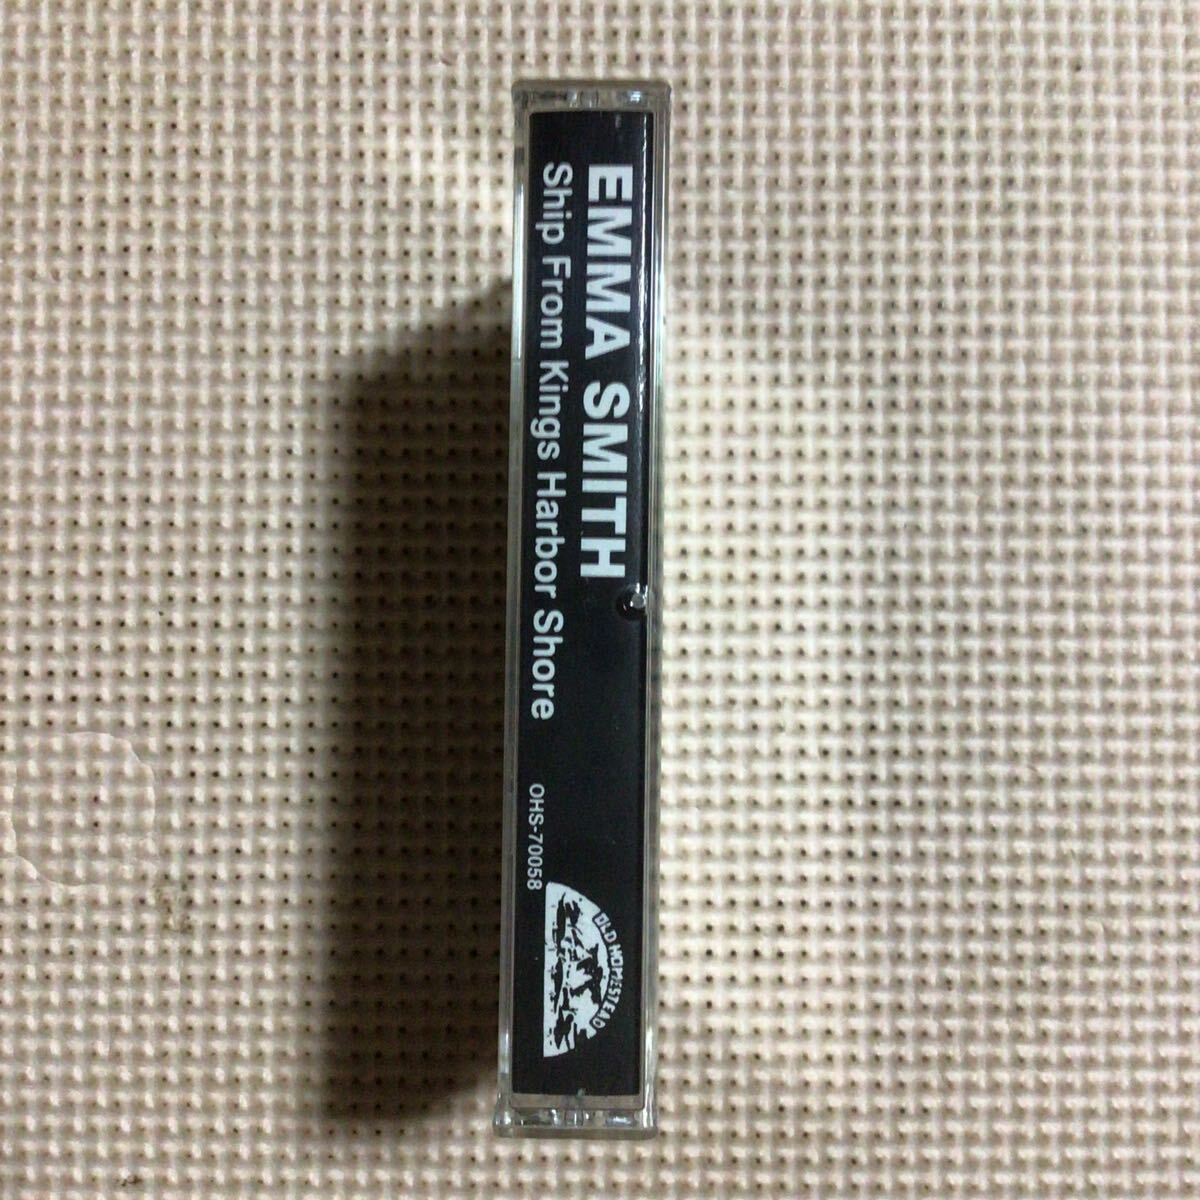 EMMA SMITH
Ship From Kings Harbor Shore
OHS-70058
OLD HOMESTEAD